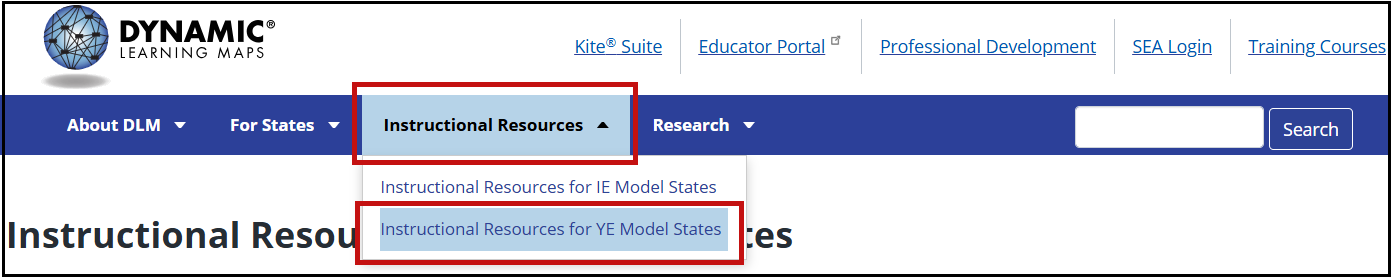 DYNAMIC®
LEARNING MAPS
Kite® Suite
Educator Portal
Professional Development
SEA Login
Training Courses
About DLM
For States
Instructional Resources
Research
Search
Instructional Resources for IE Model States
Instructional Resources for YE Model States
Instructional Resou tes